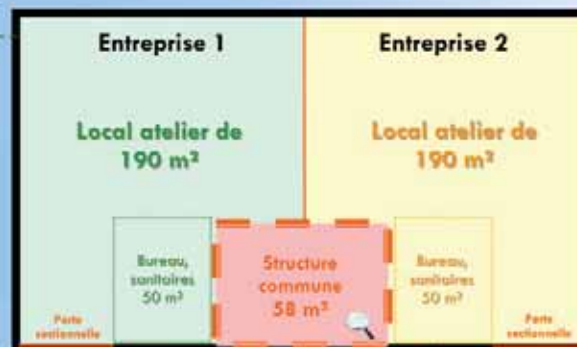 Entreprise 1
Entreprise 2
Local atelier de
190 m²
Local atelier de
190 m²
Bureau,
sanitaires
50 m²
Structure
commune
58 m²
Bureau,
sanitaires
50 m²
Porte
sectionnelle
Porte
sectionnelle